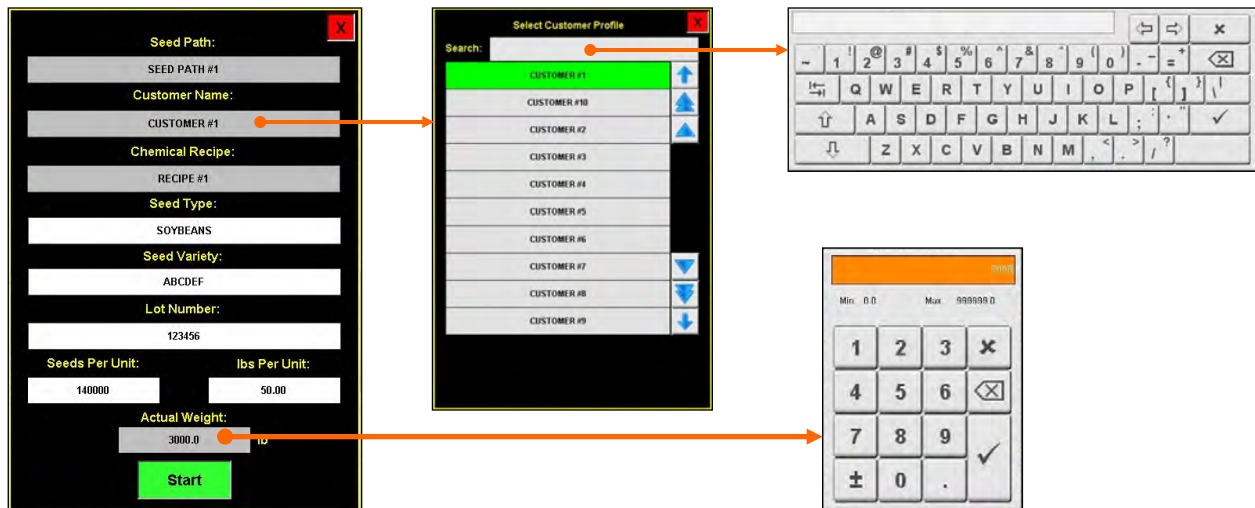 X
Seed Path:
SEED PATH #1
Customer Name:
CUSTOMER #1
Chemical Recipe:
RECIPE #1
Seed Type:
SOYBEANS
Seed Variety:
ABCDEF
Lot Number:
123456
Seeds Per Unit: lbs Per Unit:
140000 50.00
Actual Weight:
3000.0 lb
Start
Select Customer Profile X
Search:
CUSTOMER #1
CUSTOMER #10
CUSTOMER #2
CUSTOMER #3
CUSTOMER #4
CUSTOMER #5
CUSTOMER #6
CUSTOMER #7
CUSTOMER #8
CUSTOMER #9
~ ` 1 ! 2 @ 3 # 4 $ 5 % 6 ^ 7 & 8 9 ( 0 ) - _ = +
Q W E R T Y U I O P [ { ] } \ |
A S D F G H J K L ; : ' "
Z X C V B N M , < . > / ?
Min 0.0 Max 999999.0
1 2 3
4 5 6
7 8 9
± 0 .